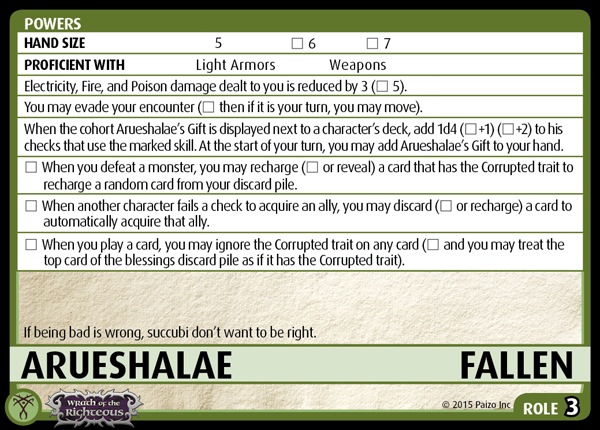 POWERS
HAND SIZE 5 ☐ 6 ☐ 7
PROFICIENT WITH Light Armors Weapons
Electricity, Fire, and Poison damage dealt to you is reduced by 3 (☐ 5).
You may evade your encounter (☐ then if it is your turn, you may move).
When the cohort Arueshalae's Gift is displayed next to a character's deck, add 1d4 (☐+1) (☐+2) to his
checks that use the marked skill. At the start of your turn, you may add Arueshalae's Gift to your hand.
☐ When you defeat a monster, you may recharge (☐ or reveal) a card that has the Corrupted trait to
recharge a random card from your discard pile.
☐ When another character fails a check to acquire an ally, you may discard (☐ or recharge) a card to
automatically acquire that ally.
☐ When you play a card, you may ignore the Corrupted trait on any card (☐ and you may treat the
top card of the blessings discard pile as if it has the Corrupted trait).
If being bad is wrong, succubi don't want to be right.
ARUESHALAE FALLEN
Wrath of the
Righteous
© 2015 Paizo Inc
ROLE 3